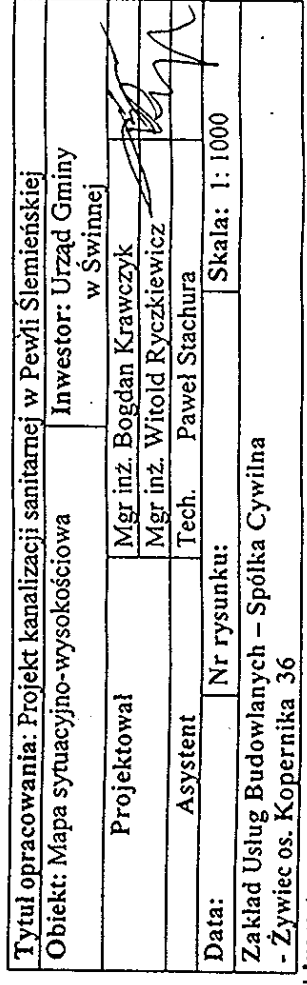 Tytuł opracowania: Projekt kanalizacji sanitarnej w Pewli Ślemieńskiej
Obiekt: Mapa sytuacyjno-wysokościowa
Inwestor: Urząd Gminy
w Świnnej
Projektował
Mgr inż. Bogdan Krawczyk
Mgr inż. Witold Ryczkiewicz
Asystent
Tech. Paweł Stachura
Data:
Nr rysunku:
Skala: 1: 1000
Zakład Usług Budowlanych – Spółka Cywilna
- Żywiec os. Kopernika 36